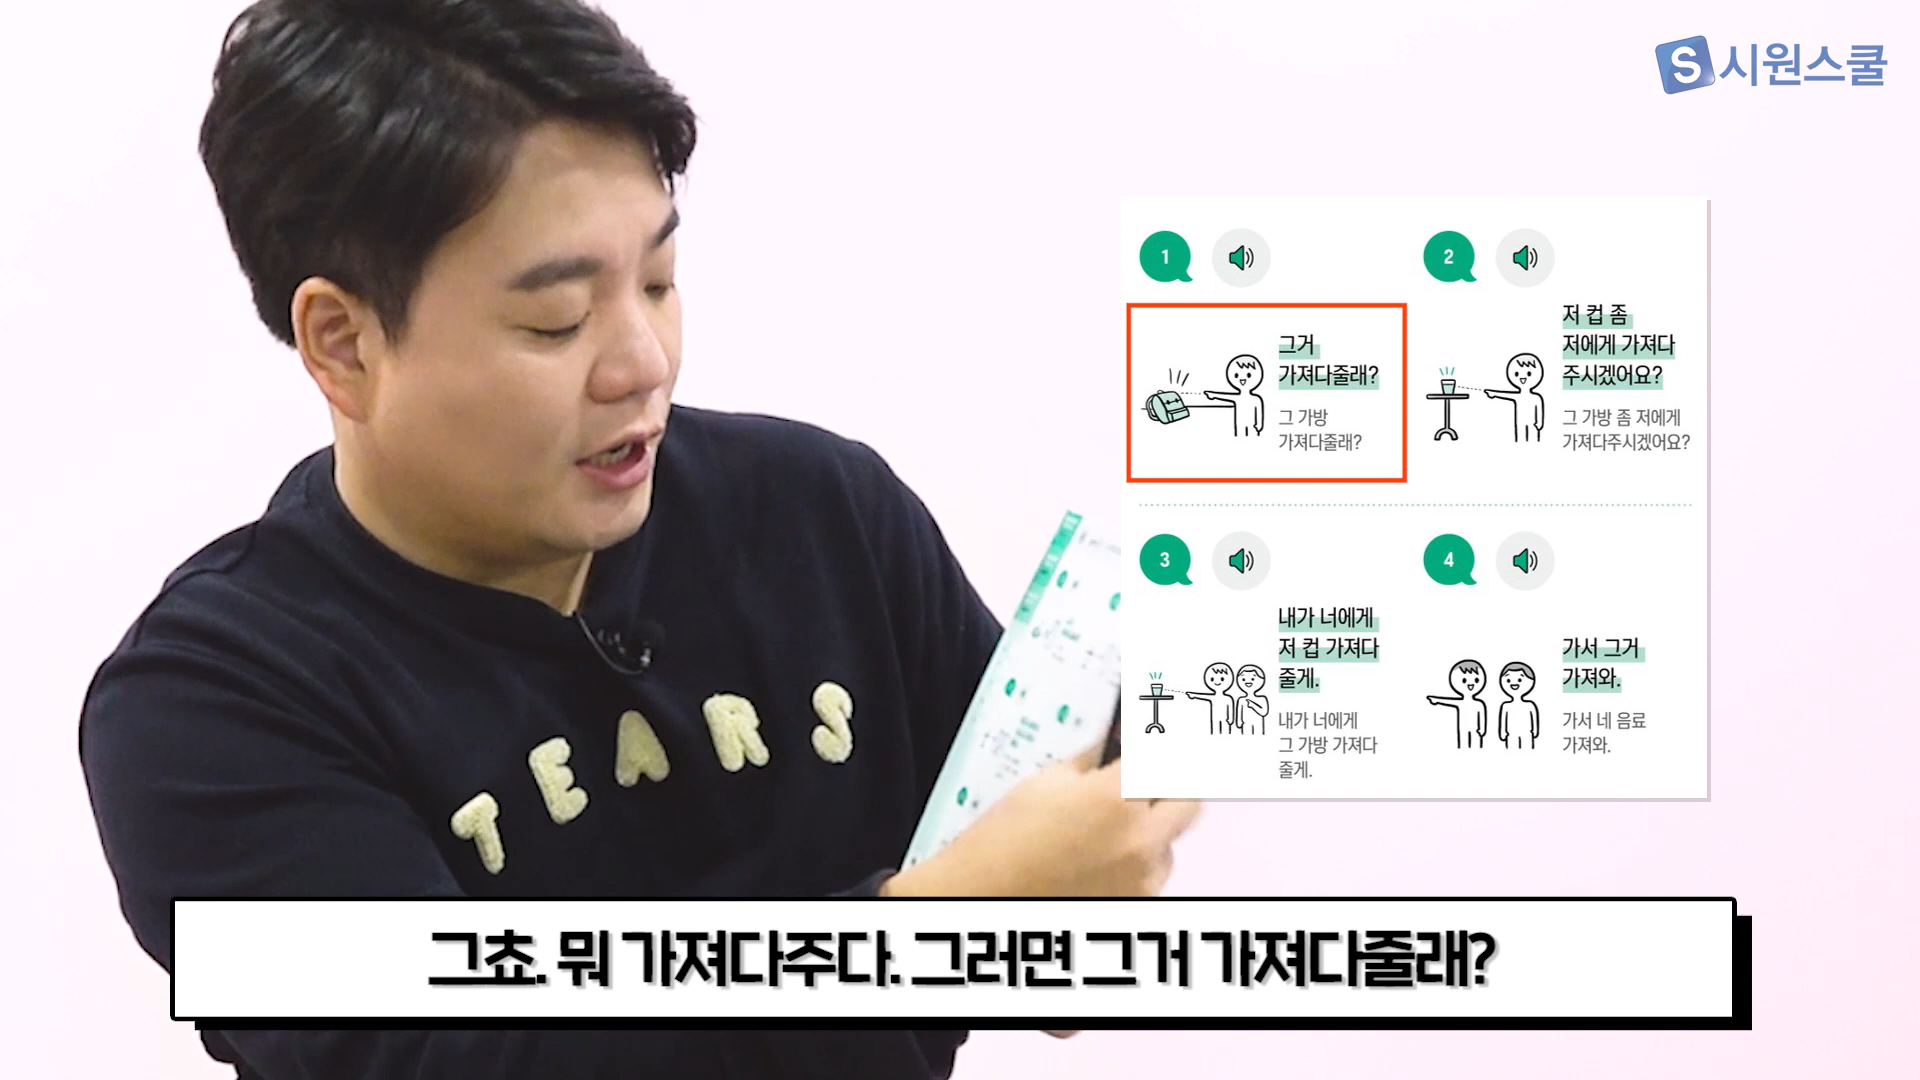 S 시원스쿨
1
그거
가져다줄래?
그 가방
가져다줄래?
2
저 컵 좀
저에게 가져다
주시겠어요?
그 가방 좀 저에게
가져다주시겠어요?
3
내가 너에게
저 컵 가져다
줄게.
내가 너에게
그 가방 가져다
줄게.
4
가서 그거
가져와.
가서 네 음료
가져와.
TEARS
그쵸. 뭐 가져다주다. 그러면 그거 가져다줄래?